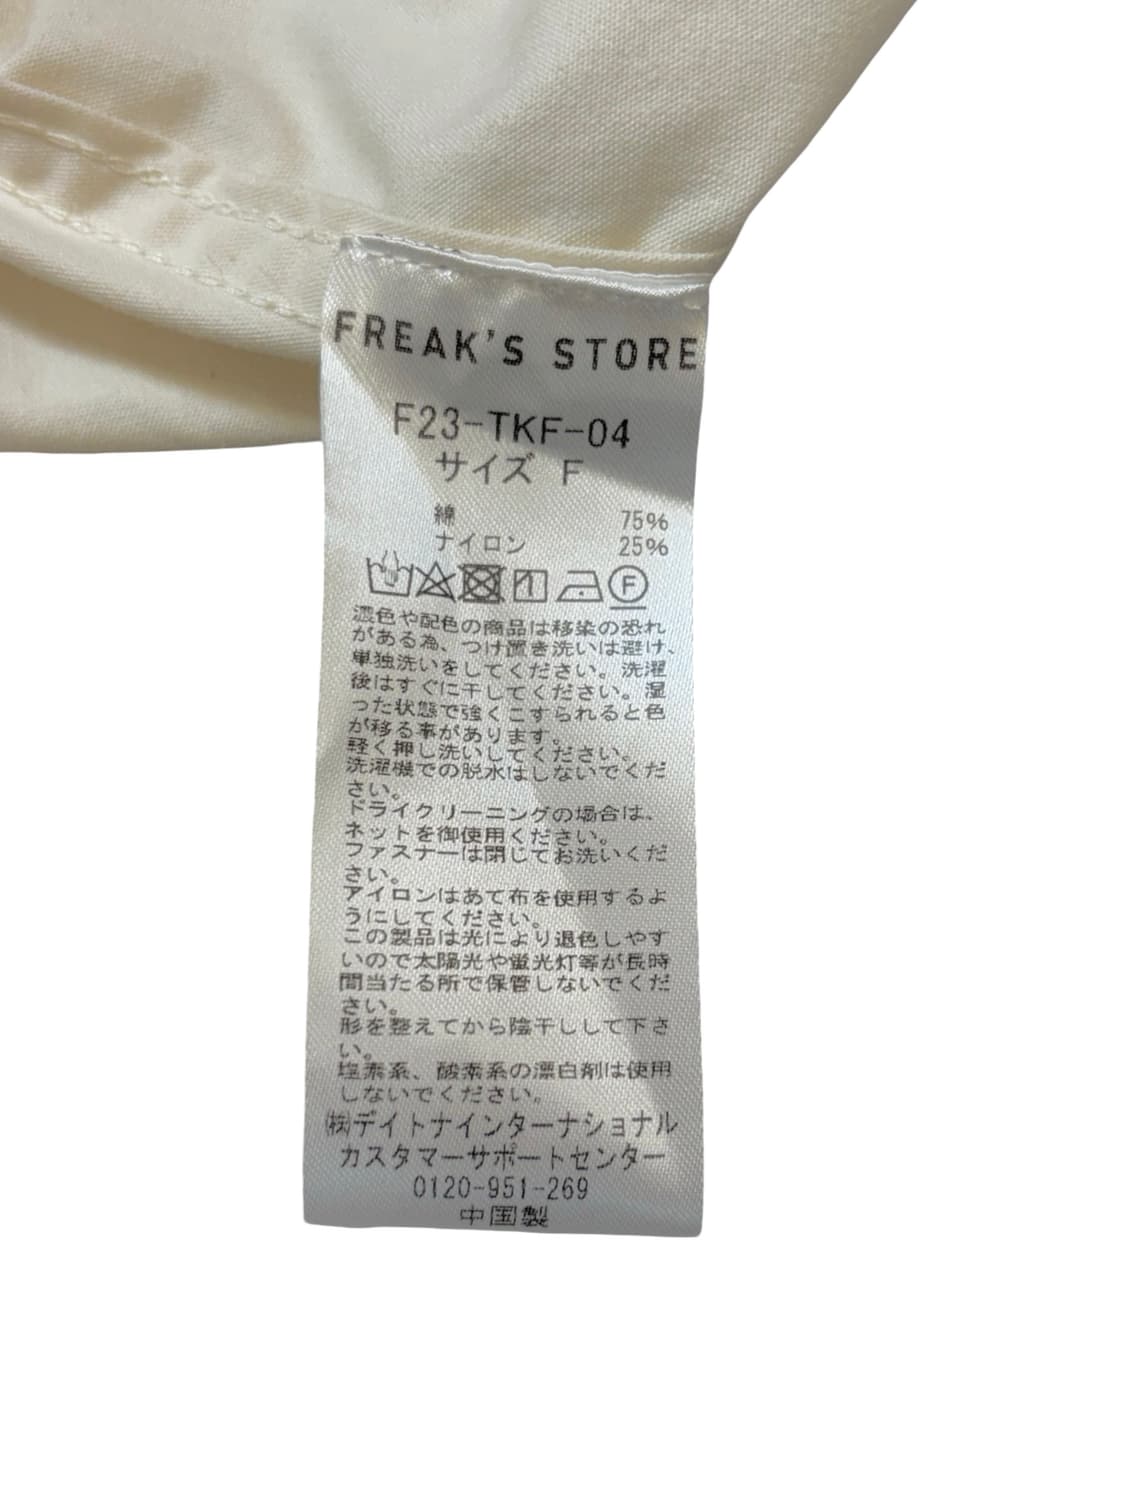 FREAK'S STORE
F23-TKF-04
サイズ F
綿 75%
ナイロン 25%
F
濃色や配色の商品は移染の恐れ
がある為、つけ置き洗いは避け、
単独洗いをしてください。洗濯
後はすぐに干してください。湿
った状態で強くこすられると色
が移る事があります。
軽く押し洗いしてください。
洗濯機での脱水はしないでくだ
さい。
ドライクリーニングの場合は、
ネットを御使用ください。
ファスナーは閉じてお洗いくだ
さい。
アイロンはあて布を使用するよ
うにしてください。
この製品は光により退色しやす
いので太陽光や蛍光灯等が長時
間当たる所で保管しないでくだ
さい。
形を整えてから陰干しして下さ
い。
塩素系、酸素系の漂白剤は使用
しないでください。
㈱デイトナインターナショナル
カスタマーサポートセンター
0120-951-269
中国製